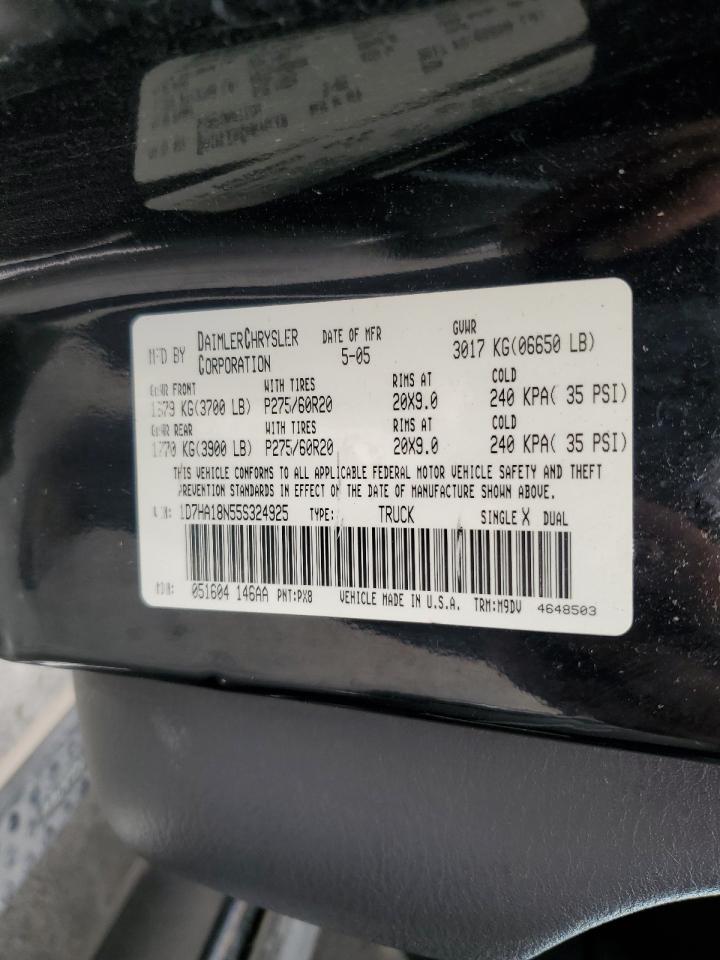 MFD BY DAIMLERCHRYSLER CORPORATION DATE OF MFR 5-05 GVWR 3017 KG(06650 LB)
GAWR FRONT WITH TIRES RIMS AT COLD
1679 KG(3700 LB) P275/60R20 20X9.0 240 KPA( 35 PSI)
GAWR REAR WITH TIRES RIMS AT COLD
1770 KG(3900 LB) P275/60R20 20X9.0 240 KPA( 35 PSI)
THIS VEHICLE CONFORMS TO ALL APPLICABLE FEDERAL MOTOR VEHICLE SAFETY AND THEFT
PREVENTION STANDARDS IN EFFECT ON THE DATE OF MANUFACTURE SHOWN ABOVE.
1D7HA18N55S324925 TYPE: TRUCK SINGLE X DUAL
MDH: 051604 146AA PNT:PX8 VEHICLE MADE IN U.S.A. TRM:M9DV 4648503